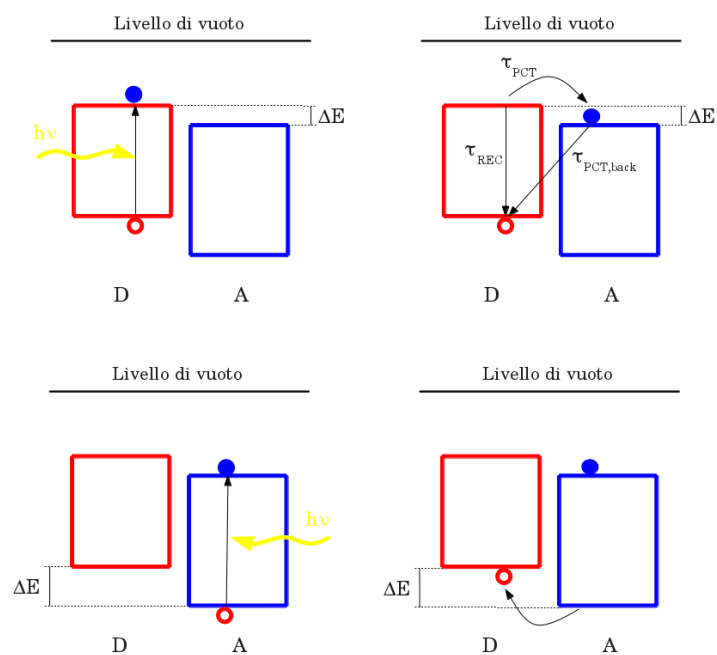 Livello di vuoto
hν
ΔE
D
A
Livello di vuoto
τPCT
ΔE
τREC
τPCT,back
D
A
Livello di vuoto
hν
ΔE
D
A
Livello di vuoto
ΔE
D
A